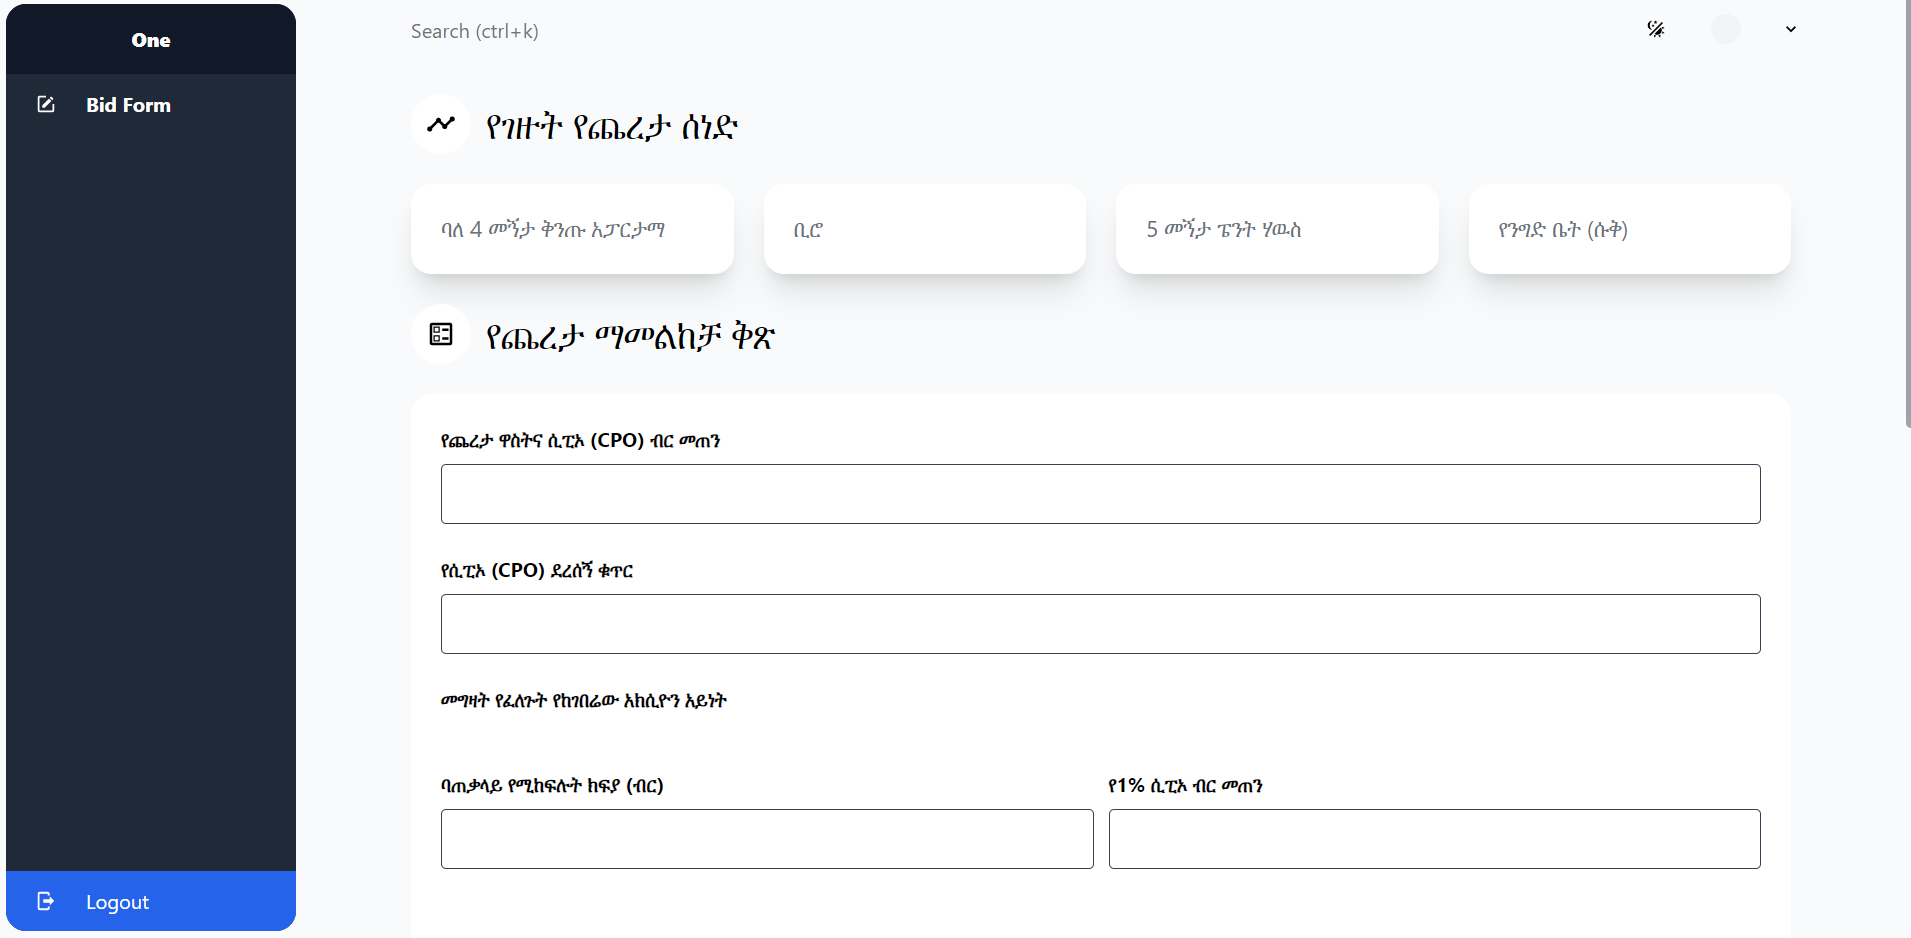 One
Bid Form
Logout
Search (ctrl+k)
የገዙት የጨረታ ሰነድ
ባለ 4 መኝታ ቅንጡ አፓርታማ
ቢሮ
5 መኝታ ፔንት ሃዉስ
የንግድ ቤት (ሱቅ)
የጨረታ ማመልከቻ ቅጽ
የጨረታ ዋስትና ሲፒኦ (CPO) ብር መጠን
የሲፒኦ (CPO) ደረሰኝ ቁጥር
መግዛት የፈለጉት የከገበሬው አክሲዮን አይነት
ባጠቃላይ የሚከፍሉት ክፍያ (ብር)
የ1% ሲፒኦ ብር መጠን